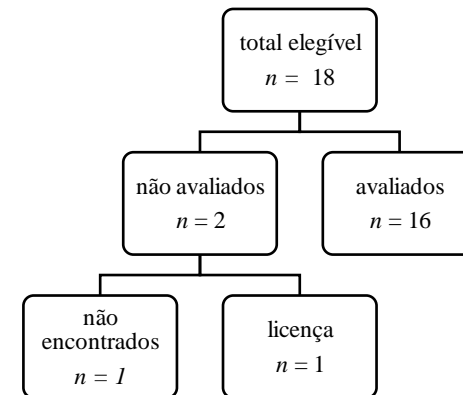 total elegível
n = 18
não avaliados
n = 2
avaliados
n = 16
não
encontrados
n = 1
licença
n = 1